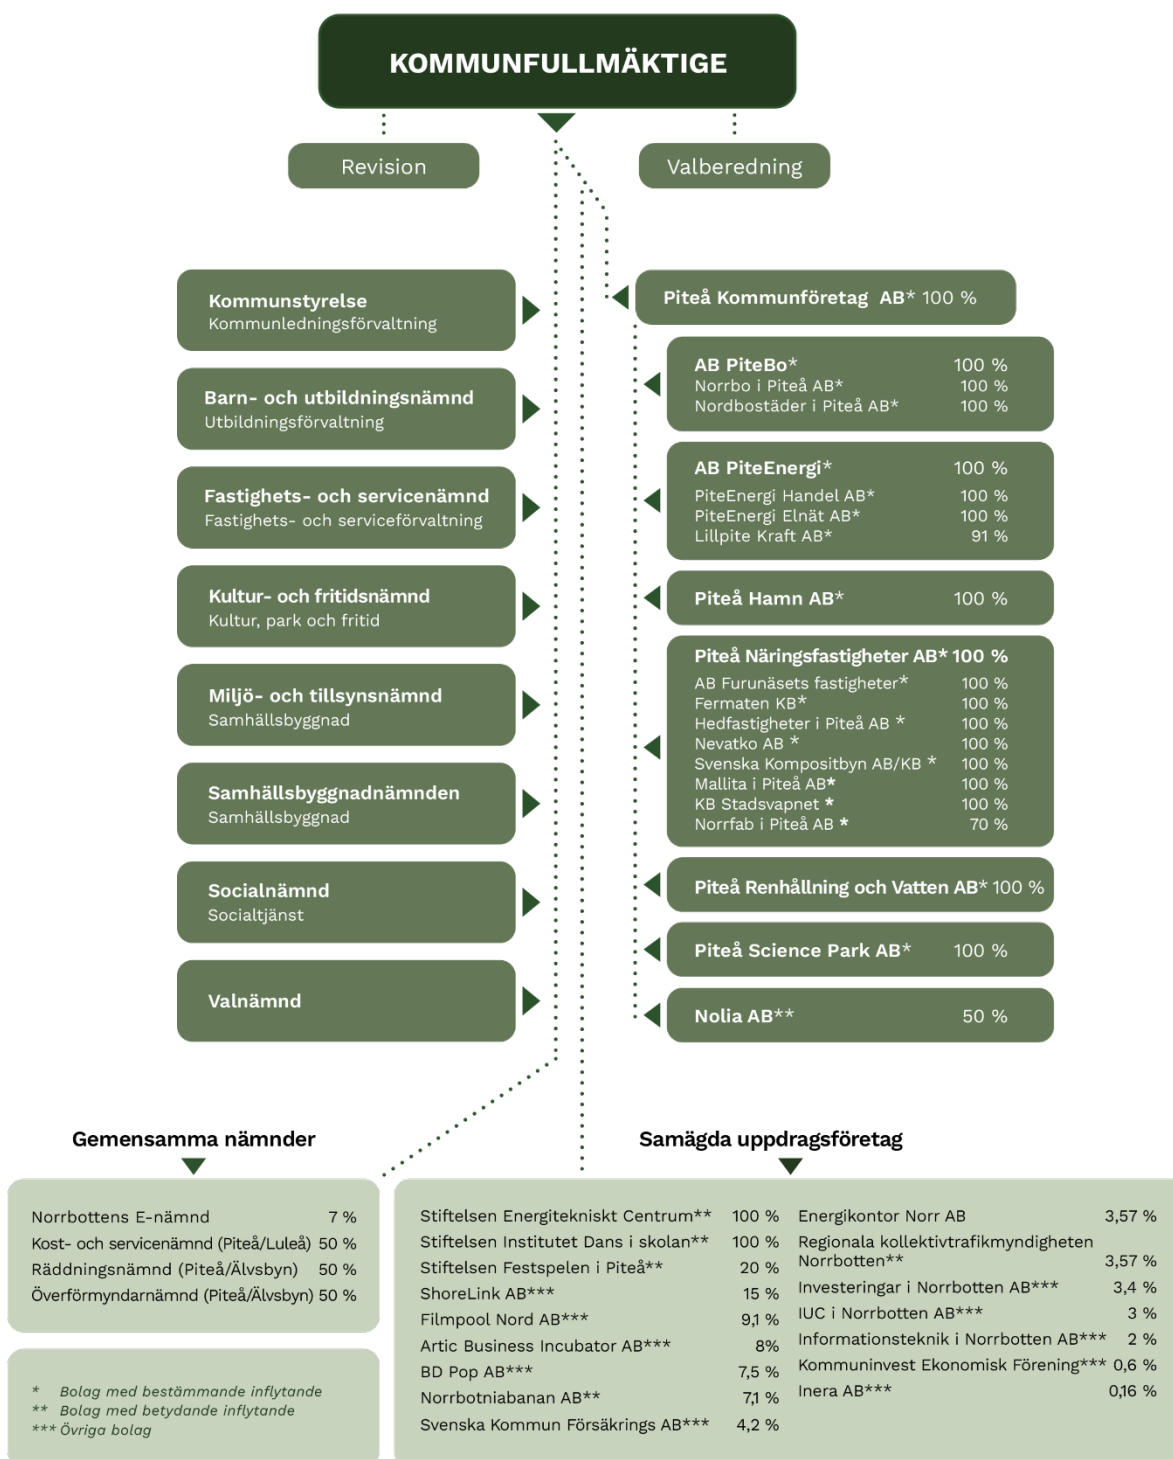 KOMMUNFULLMÄKTIGE
Revision
Valberedning
Kommunstyrelse
Kommunledningsförvaltning
Barn- och utbildningsnämnd
Utbildningsförvaltning
Fastighets- och servicenämnd
Fastighets- och serviceförvaltning
Kultur- och fritidsnämnd
Kultur, park och fritid
Miljö- och tillsynsnämnd
Samhällsbyggnad
Samhällsbyggnadnämnden
Samhällsbyggnad
Socialnämnd
Socialtjänst
Valnämnd
Piteå Kommunföretag AB* 100 %
AB PiteBo* 100 %
Norrbo i Piteå AB* 100 %
Nordbostäder i Piteå AB* 100 %
AB PiteEnergi* 100 %
PiteEnergi Handel AB* 100 %
PiteEnergi Elnät AB* 100 %
Lillpite Kraft AB* 91 %
Piteå Hamn AB* 100 %
Piteå Näringsfastigheter AB* 100 %
AB Furunäsets fastigheter* 100 %
Fermaten KB* 100 %
Hedfastigheter i Piteå AB * 100 %
Nevatko AB * 100 %
Svenska Kompositbyn AB/KB * 100 %
Mallita i Piteå AB* 100 %
KB Stadsvapnet * 100 %
Norrfab i Piteå AB * 70 %
Piteå Renhållning och Vatten AB* 100 %
Piteå Science Park AB* 100 %
Nolia AB** 50 %
Gemensamma nämnder
Norrbottens E-nämnd 7 %
Kost- och servicenämnd (Piteå/Luleå) 50 %
Räddningsnämnd (Piteå/Älvsbyn) 50 %
Överförmyndarnämnd (Piteå/Älvsbyn) 50 %
* Bolag med bestämmande inflytande
** Bolag med betydande inflytande
*** Övriga bolag
Samägda uppdragsföretag
Stiftelsen Energitekniskt Centrum** 100 %
Stiftelsen Institutet Dans i skolan** 100 %
Stiftelsen Festspelen i Piteå** 20 %
ShoreLink AB*** 15 %
Filmpool Nord AB*** 9,1 %
Artic Business Incubator AB*** 8%
BD Pop AB*** 7,5 %
Norrbotniabanan AB** 7,1 %
Svenska Kommun Försäkrings AB*** 4,2 %
Energikontor Norr AB 3,57 %
Regionala kollektivtrafikmyndigheten
Norrbotten** 3,57 %
Investeringar i Norrbotten AB*** 3,4 %
IUC i Norrbotten AB*** 3 %
Informationsteknik i Norrbotten AB*** 2 %
Kommuninvest Ekonomisk Förening*** 0,6 %
Inera AB*** 0,16 %